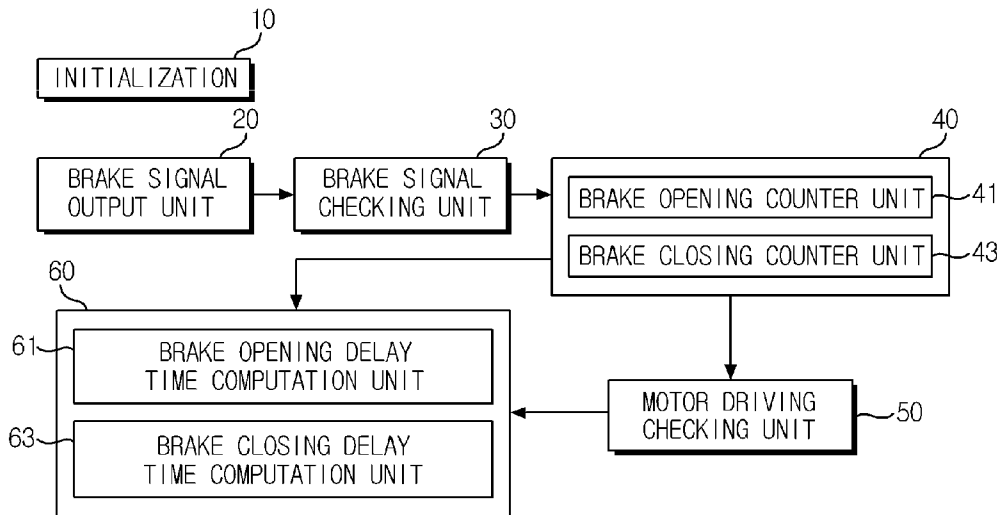 10
INITIALIZATION
20
BRAKE SIGNAL
OUTPUT UNIT
30
BRAKE SIGNAL
CHECKING UNIT
40
BRAKE OPENING COUNTER UNIT
41
BRAKE CLOSING COUNTER UNIT
43
60
61
BRAKE OPENING DELAY
TIME COMPUTATION UNIT
63
BRAKE CLOSING DELAY
TIME COMPUTATION UNIT
MOTOR DRIVING
CHECKING UNIT
50